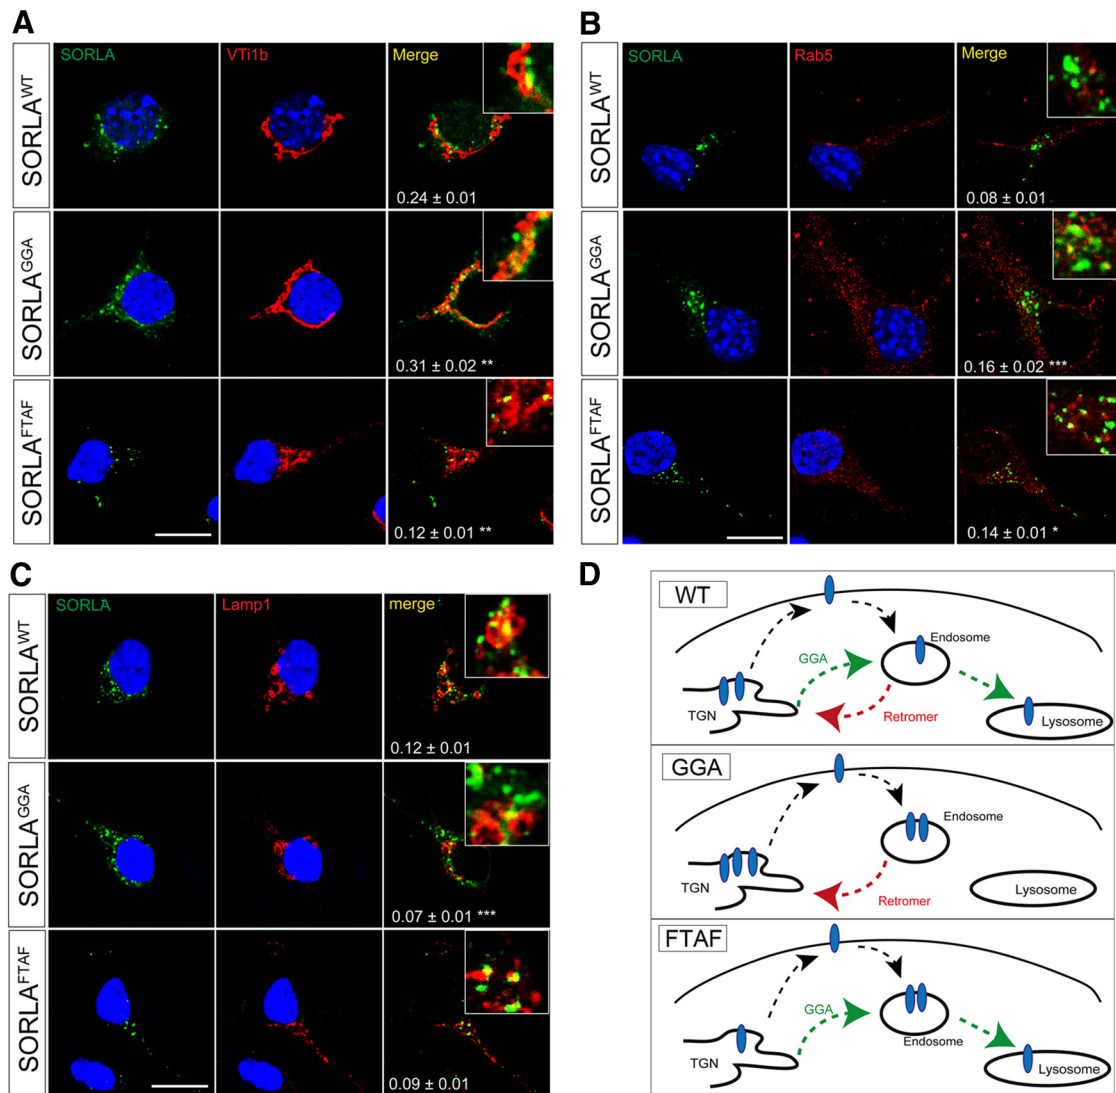 A
SORLA VTi1b Merge
SORLA^WT
0.24 ± 0.01
SORLA^GGA
0.31 ± 0.02 **
SORLA^FTAF
0.12 ± 0.01 **
B
SORLA Rab5 Merge
SORLA^WT
0.08 ± 0.01
SORLA^GGA
0.16 ± 0.02 ***
SORLA^FTAF
0.14 ± 0.01 *
C
SORLA Lamp1 merge
SORLA^WT
0.12 ± 0.01
SORLA^GGA
0.07 ± 0.01 ***
SORLA^FTAF
0.09 ± 0.01
D
WT
Endosome
GGA
TGN
Retromer
Lysosome
GGA
Endosome
TGN
Retromer
Lysosome
FTAF
GGA
Endosome
TGN
Lysosome